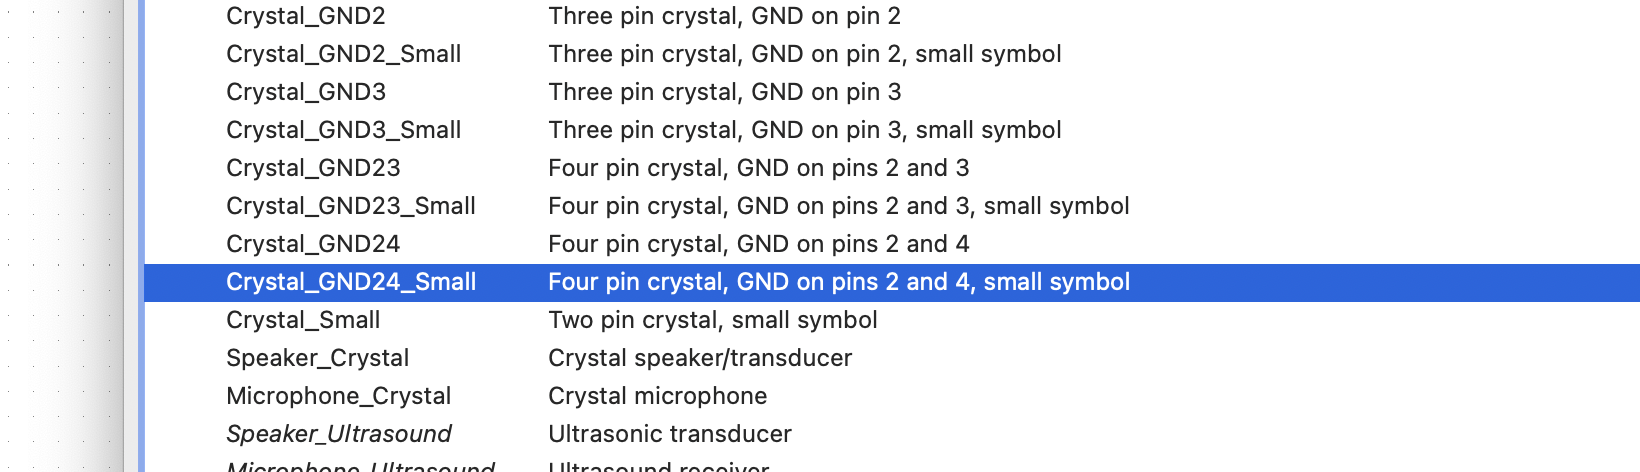 Crystal_GND2 Three pin crystal, GND on pin 2
Crystal_GND2_Small Three pin crystal, GND on pin 2, small symbol
Crystal_GND3 Three pin crystal, GND on pin 3
Crystal_GND3_Small Three pin crystal, GND on pin 3, small symbol
Crystal_GND23 Four pin crystal, GND on pins 2 and 3
Crystal_GND23_Small Four pin crystal, GND on pins 2 and 3, small symbol
Crystal_GND24 Four pin crystal, GND on pins 2 and 4
Crystal_GND24_Small Four pin crystal, GND on pins 2 and 4, small symbol
Crystal_Small Two pin crystal, small symbol
Speaker_Crystal Crystal speaker/transducer
Microphone_Crystal Crystal microphone
Speaker_Ultrasound Ultrasonic transducer
Microphone_Ultrasound Ultrasound receiver